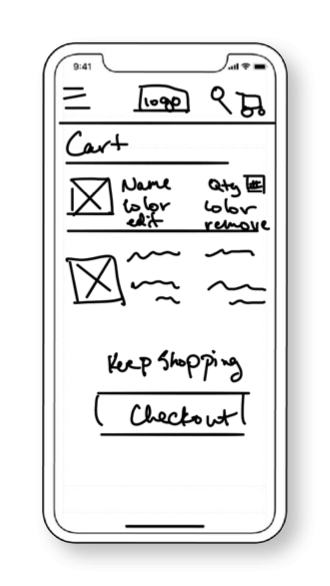 9:41
logo
Cart
Name Qty #
Color Color
edit remove
Keep Shopping
Checkout